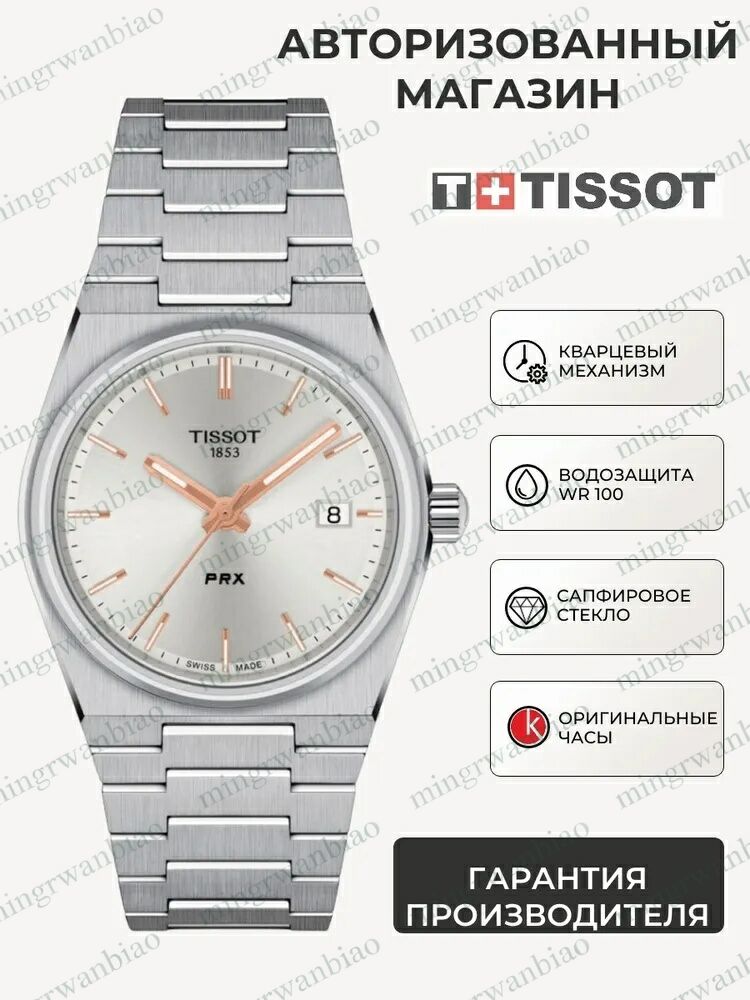 АВТОРИЗОВАННЫЙ
МАГАЗИН
T+TISSOT
КВАРЦЕВЫЙ
МЕХАНИЗМ
ВОДОЗАЩИТА
WR 100
САПФИРОВОЕ
СТЕКЛО
k
ОРИГИНАЛЬНЫЕ
ЧАСЫ
ГАРАНТИЯ
ПРОИЗВОДИТЕЛЯ
TISSOT
1853
8
PRX
SWISS MADE
mingrwanbiao